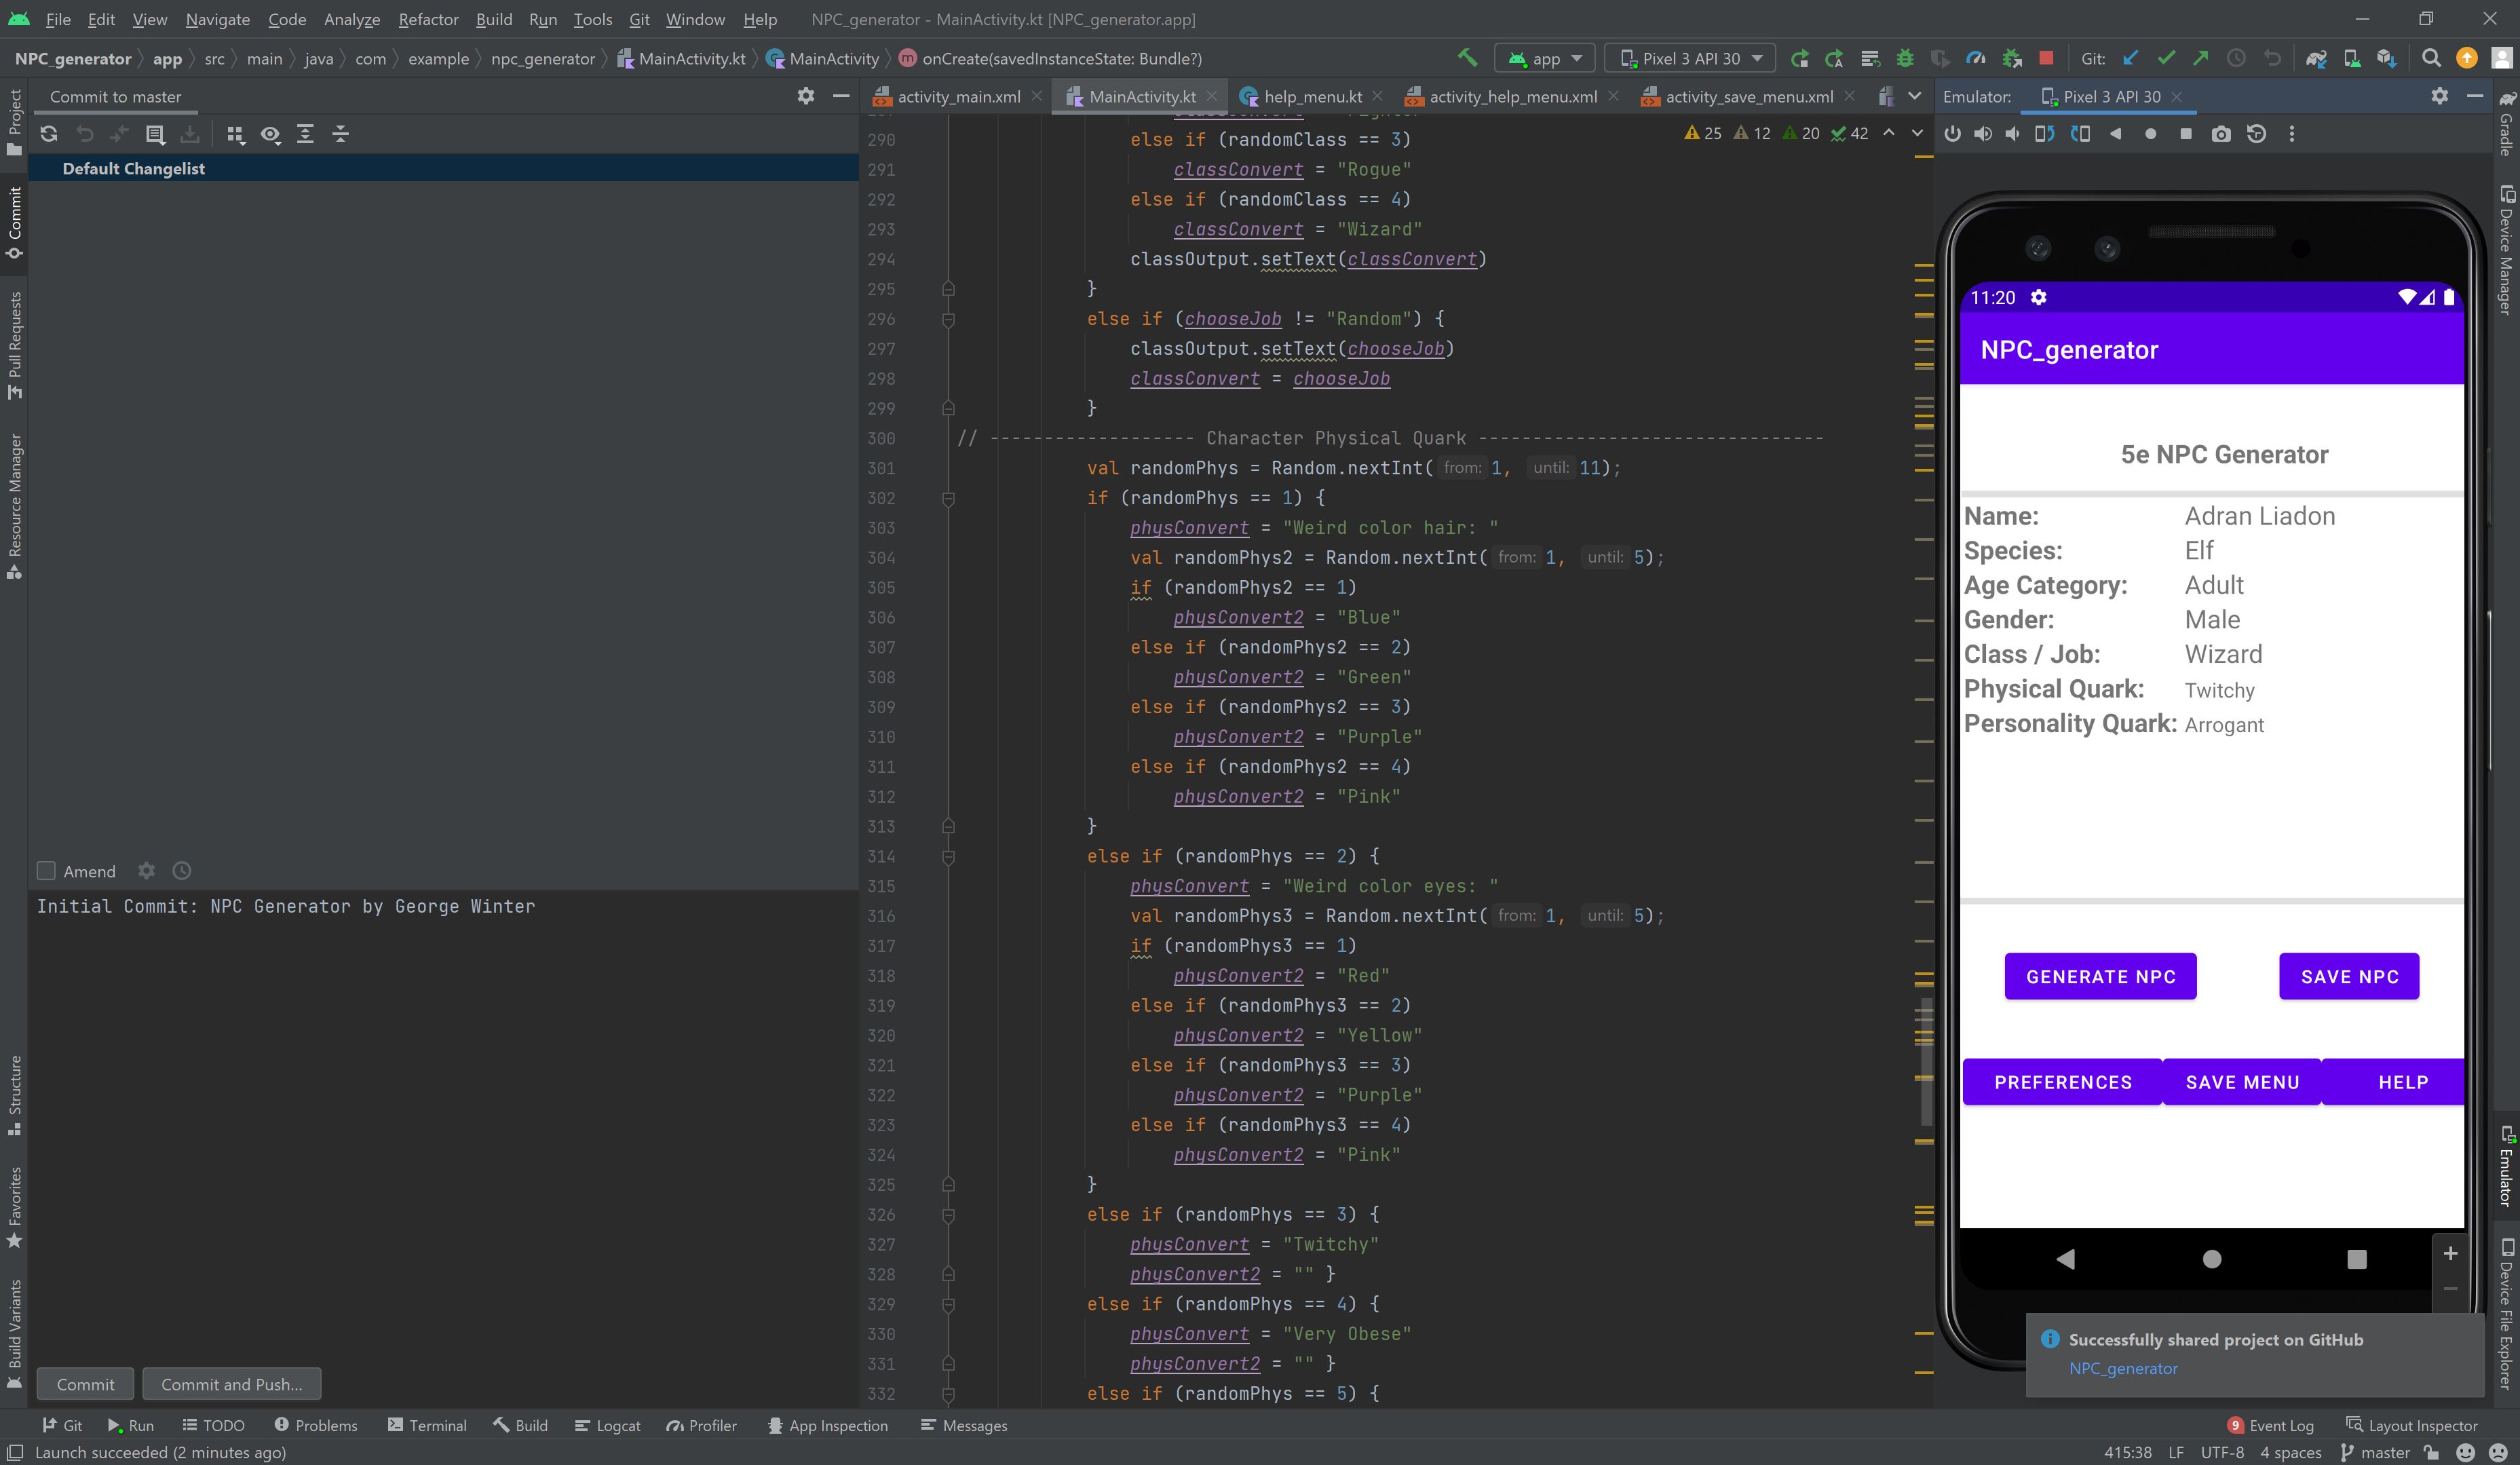 File Edit View Navigate Code Analyze Refactor Build Run Tools Git Window Help NPC_generator - MainActivity.kt [NPC_generator.app]
NPC_generator app src main java com example npc_generator MainActivity.kt MainActivity onCreate(savedInstanceState: Bundle?) app Pixel 3 API 30 Git:
Project
Commit
Pull Requests
Resource Manager
Structure
Favorites
Build Variants
Commit to master
Default Changelist
Amend
Initial Commit: NPC Generator by George Winter
Commit Commit and Push...
activity_main.xml MainActivity.kt help_menu.kt activity_help_menu.xml activity_save_menu.xml
25 12 20 42
290 else if (randomClass == 3)
291 classConvert = "Rogue"
292 else if (randomClass == 4)
293 classConvert = "Wizard"
294 classOutput.setText(classConvert)
295 }
296 else if (chooseJob != "Random") {
297 classOutput.setText(chooseJob)
298 classConvert = chooseJob
299 }
300 // ------------------- Character Physical Quark --------------------------------
301 val randomPhys = Random.nextInt( from: 1, until: 11);
302 if (randomPhys == 1) {
303 physConvert = "Weird color hair: "
304 val randomPhys2 = Random.nextInt( from: 1, until: 5);
305 if (randomPhys2 == 1)
306 physConvert2 = "Blue"
307 else if (randomPhys2 == 2)
308 physConvert2 = "Green"
309 else if (randomPhys2 == 3)
310 physConvert2 = "Purple"
311 else if (randomPhys2 == 4)
312 physConvert2 = "Pink"
313 }
314 else if (randomPhys == 2) {
315 physConvert = "Weird color eyes: "
316 val randomPhys3 = Random.nextInt( from: 1, until: 5);
317 if (randomPhys3 == 1)
318 physConvert2 = "Red"
319 else if (randomPhys3 == 2)
320 physConvert2 = "Yellow"
321 else if (randomPhys3 == 3)
322 physConvert2 = "Purple"
323 else if (randomPhys3 == 4)
324 physConvert2 = "Pink"
325 }
326 else if (randomPhys == 3) {
327 physConvert = "Twitchy"
328 physConvert2 = "" }
329 else if (randomPhys == 4) {
330 physConvert = "Very Obese"
331 physConvert2 = "" }
332 else if (randomPhys == 5) {
Emulator: Pixel 3 API 30
11:20
NPC_generator
5e NPC Generator
Name: Adran Liadon
Species: Elf
Age Category: Adult
Gender: Male
Class / Job: Wizard
Physical Quark: Twitchy
Personality Quark: Arrogant
GENERATE NPC SAVE NPC
PREFERENCES SAVE MENU HELP
Successfully shared project on GitHub
NPC_generator
Gradle
Device Manager
Emulator
Device File Explorer
Git Run TODO Problems Terminal Build Logcat Profiler App Inspection Messages 9 Event Log Layout Inspector
Launch succeeded (2 minutes ago) 415:38 LF UTF-8 4 spaces master